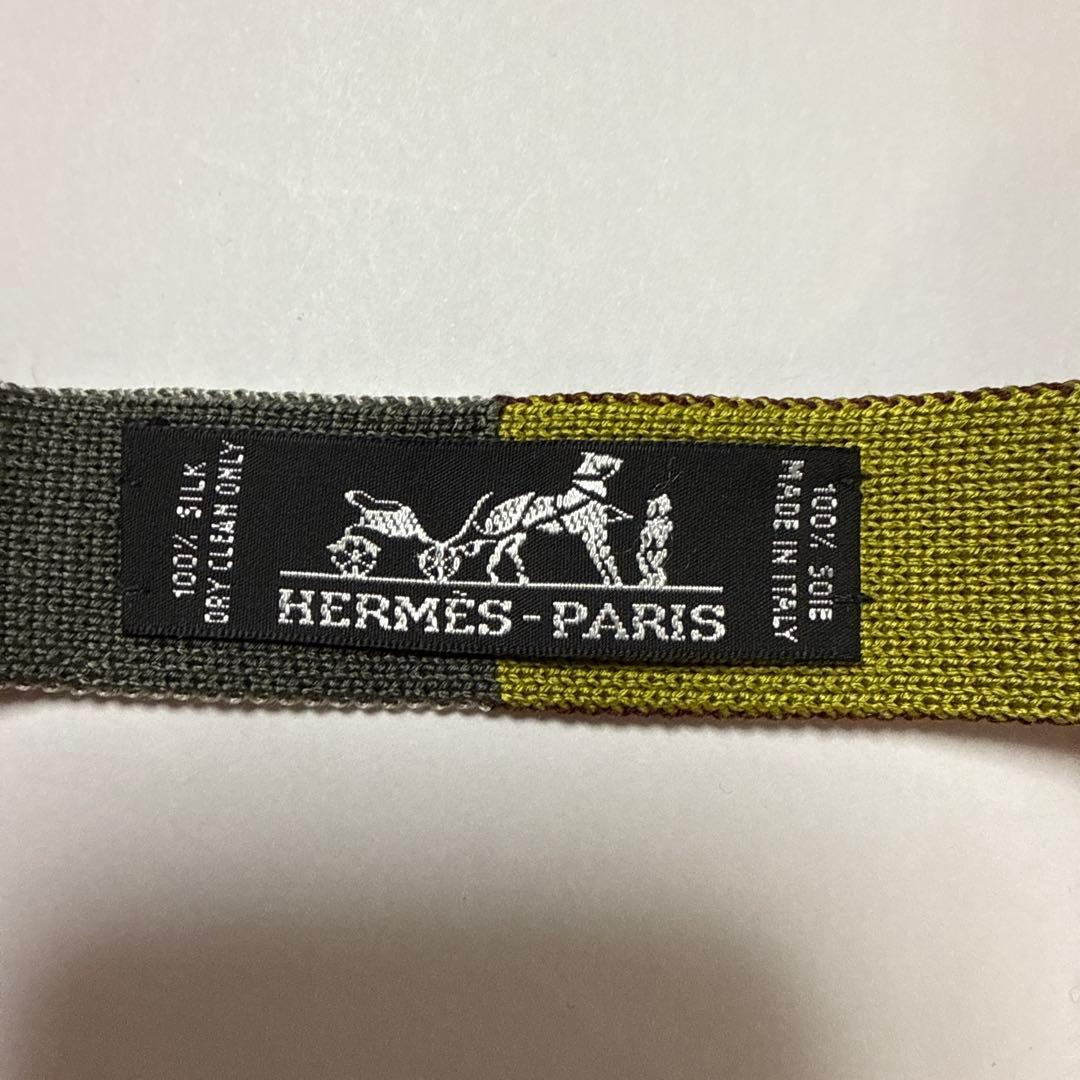 100% SILK
DRY CLEAN ONLY
HERMÈS-PARIS
100% SOIE
MADE IN ITALY